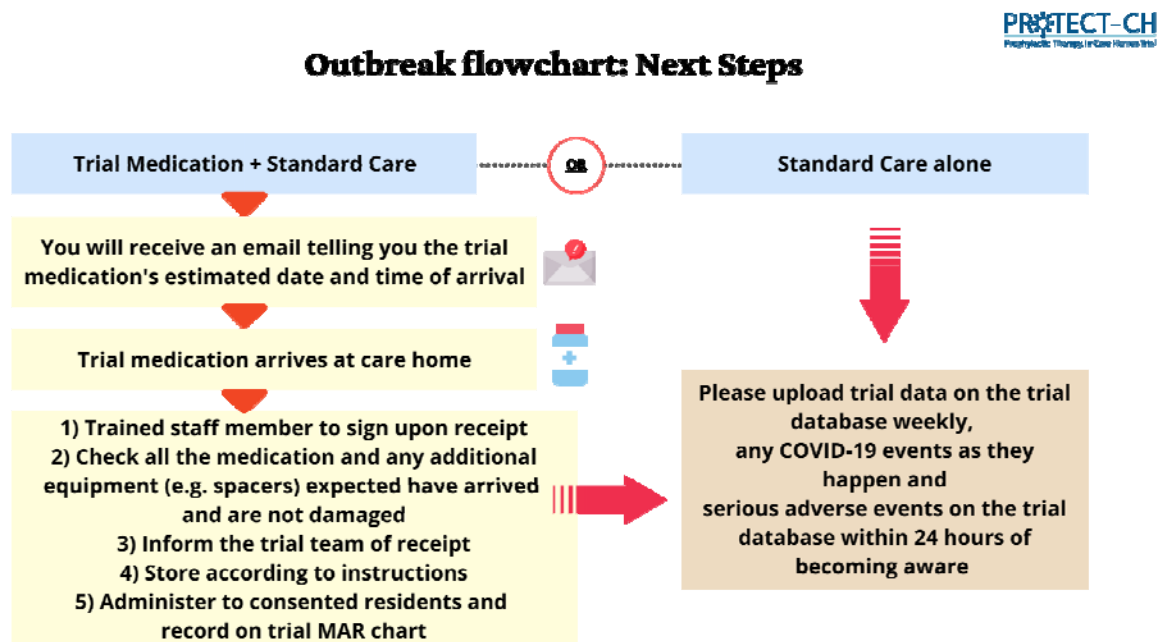 PROTECT-CH
Prophylactic Therapy in Care Homes Trial
Outbreak flowchart: Next Steps
Trial Medication + Standard Care
OR
Standard Care alone
You will receive an email telling you the trial
medication's estimated date and time of arrival
Trial medication arrives at care home
1) Trained staff member to sign upon receipt
2) Check all the medication and any additional
equipment (e.g. spacers) expected have arrived
and are not damaged
3) Inform the trial team of receipt
4) Store according to instructions
5) Administer to consented residents and
record on trial MAR chart
Please upload trial data on the trial
database weekly,
any COVID-19 events as they
happen and
serious adverse events on the trial
database within 24 hours of
becoming aware